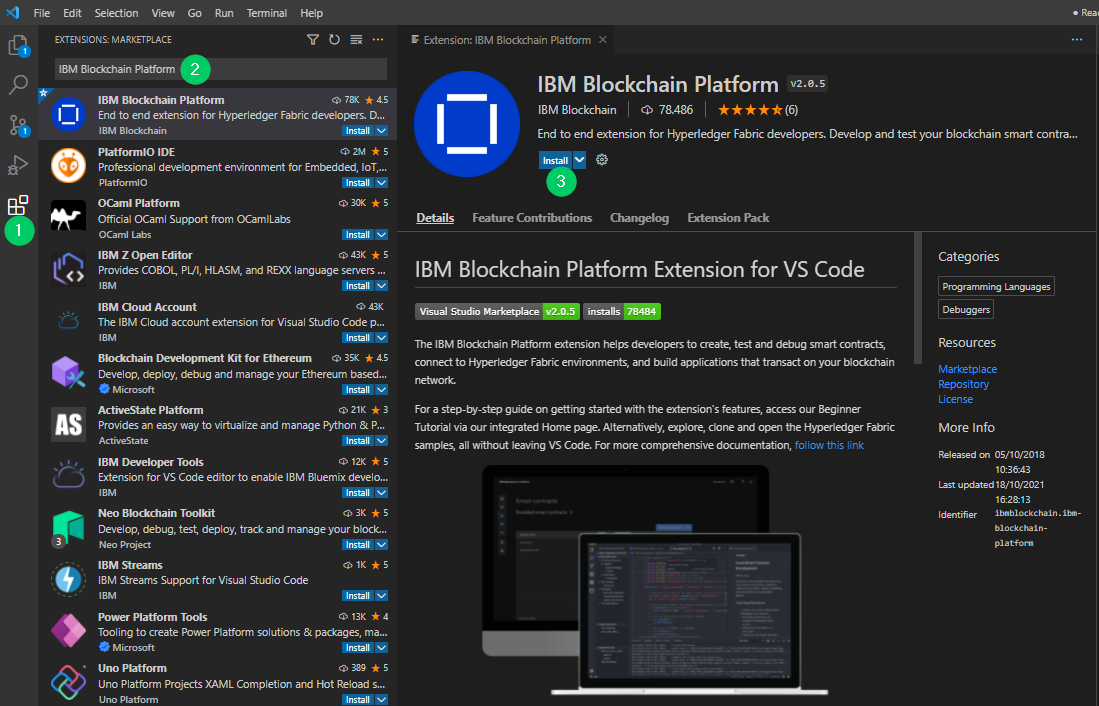 File Edit Selection View Go Run Terminal Help
● Rea
EXTENSIONS: MARKETPLACE
1
IBM Blockchain Platform
2
1
1
IBM Blockchain Platform 78K ★ 4.5
End to end extension for Hyperledger Fabric developers. D...
IBM Blockchain Install
PlatformIO IDE 2M ★ 5
Professional development environment for Embedded, IoT,...
PlatformIO Install
OCaml Platform 30K ★ 5
Official OCaml Support from OCamlLabs
OCaml Labs Install
IBM Z Open Editor 43K ★ 5
Provides COBOL, PL/I, HLASM, and REXX language servers ...
IBM Install
IBM Cloud Account 43K
The IBM Cloud account extension for Visual Studio Code p...
IBM Install
Blockchain Development Kit for Ethereum 35K ★ 4.5
Develop, deploy, debug and manage your Ethereum based...
Microsoft Install
AS
ActiveState Platform 21K ★ 3
Provides an easy way to virtualize and manage Python & P...
ActiveState Install
IBM Developer Tools 12K ★ 5
Extension for VS Code editor to enable IBM Bluemix develo...
IBM Install
Neo Blockchain Toolkit 3K ★ 5
Develop, debug, test, deploy, track and manage your block...
3
Neo Project Install
IBM Streams 1K ★ 5
IBM Streams Support for Visual Studio Code
IBM Install
Power Platform Tools 13K ★ 4
Tooling to create Power Platform solutions & packages, ma...
Microsoft Install
Uno Platform 389 ★ 5
Uno Platform Projects XAML Completion and Hot Reload s...
Uno Platform Install
Extension: IBM Blockchain Platform ×
IBM Blockchain Platform v2.0.5
IBM Blockchain 78.486 (6)
End to end extension for Hyperledger Fabric developers. Develop and test your blockchain smart contra...
Install
3
Details Feature Contributions Changelog Extension Pack
IBM Blockchain Platform Extension for VS Code
Visual Studio Marketplace v2.0.5 installs 78484
The IBM Blockchain Platform extension helps developers to create, test and debug smart contracts,
connect to Hyperledger Fabric environments, and build applications that transact on your blockchain
network.
For a step-by-step guide on getting started with the extension's features, access our Beginner
Tutorial via our integrated Home page. Alternatively, explore, clone and open the Hyperledger Fabric
samples, all without leaving VS Code. For more comprehensive documentation, follow this link
Smart contracts
Categories
Programming Languages
Debuggers
Resources
Marketplace
Repository
License
More Info
Released on 05/10/2018
10:36:43
Last updated 18/10/2021
16:28:13
Identifier ibmblockchain.ibm-
blockchain-
platform